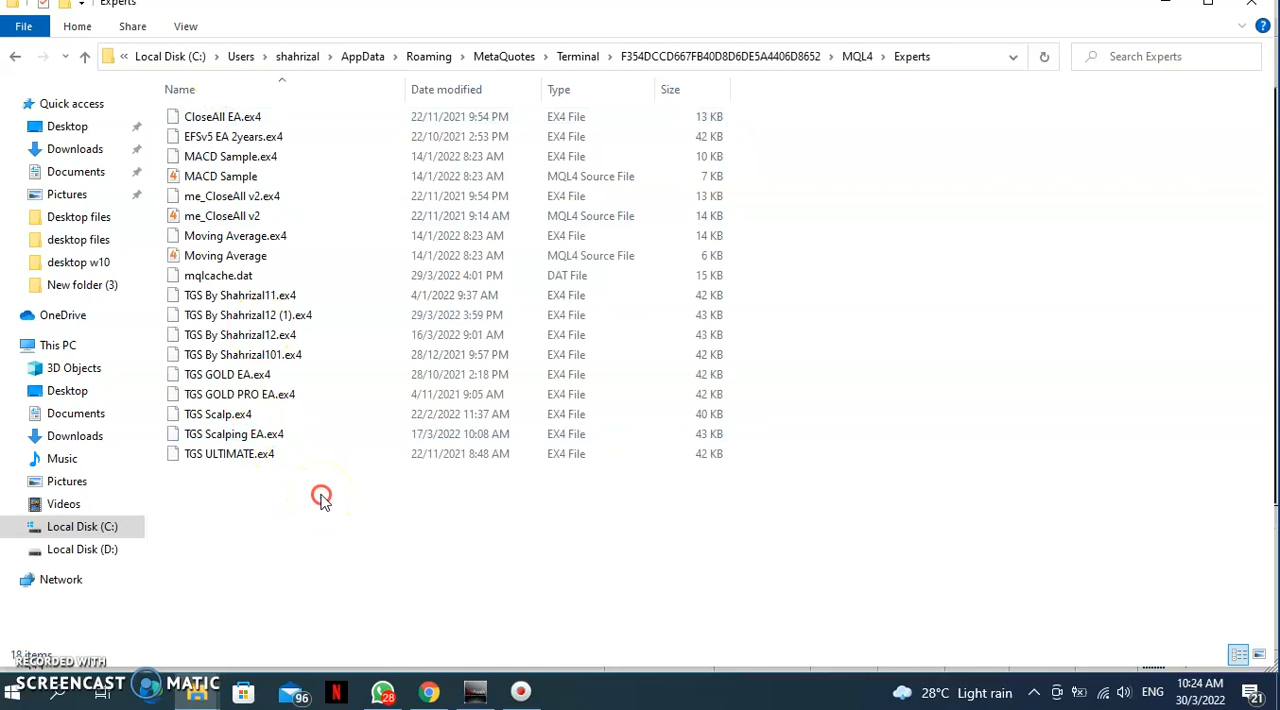 Experts
File Home Share View
« Local Disk (C:) › Users › shahrizal › AppData › Roaming › MetaQuotes › Terminal › F354DCCD667FB40D8D6DE5A4406D8652 › MQL4 › Experts Search Experts
Name Date modified Type Size
Quick access
Desktop
Downloads
Documents
Pictures
Desktop files
desktop files
desktop w10
New folder (3)
OneDrive
This PC
3D Objects
Desktop
Documents
Downloads
Music
Pictures
Videos
Local Disk (C:)
Local Disk (D:)
Network
CloseAll EA.ex4 22/11/2021 9:54 PM EX4 File 13 KB
EFSv5 EA 2years.ex4 22/10/2021 2:53 PM EX4 File 42 KB
MACD Sample.ex4 14/1/2022 8:23 AM EX4 File 10 KB
MACD Sample 14/1/2022 8:23 AM MQL4 Source File 7 KB
me_CloseAll v2.ex4 22/11/2021 9:54 PM EX4 File 13 KB
me_CloseAll v2 22/11/2021 9:14 AM MQL4 Source File 14 KB
Moving Average.ex4 14/1/2022 8:23 AM EX4 File 14 KB
Moving Average 14/1/2022 8:23 AM MQL4 Source File 6 KB
mqlcache.dat 29/3/2022 4:01 PM DAT File 15 KB
TGS By Shahrizal11.ex4 4/1/2022 9:37 AM EX4 File 42 KB
TGS By Shahrizal12 (1).ex4 29/3/2022 3:59 PM EX4 File 43 KB
TGS By Shahrizal12.ex4 16/3/2022 9:01 AM EX4 File 43 KB
TGS By Shahrizal101.ex4 28/12/2021 9:57 PM EX4 File 42 KB
TGS GOLD EA.ex4 28/10/2021 2:18 PM EX4 File 42 KB
TGS GOLD PRO EA.ex4 4/11/2021 9:05 AM EX4 File 42 KB
TGS Scalp.ex4 22/2/2022 11:37 AM EX4 File 40 KB
TGS Scalping EA.ex4 17/3/2022 10:08 AM EX4 File 43 KB
TGS ULTIMATE.ex4 22/11/2021 8:48 AM EX4 File 42 KB
18 items
RECORDED WITH
SCREENCAST MATIC
96 28 28°C Light rain ENG 10:24 AM
30/3/2022 21